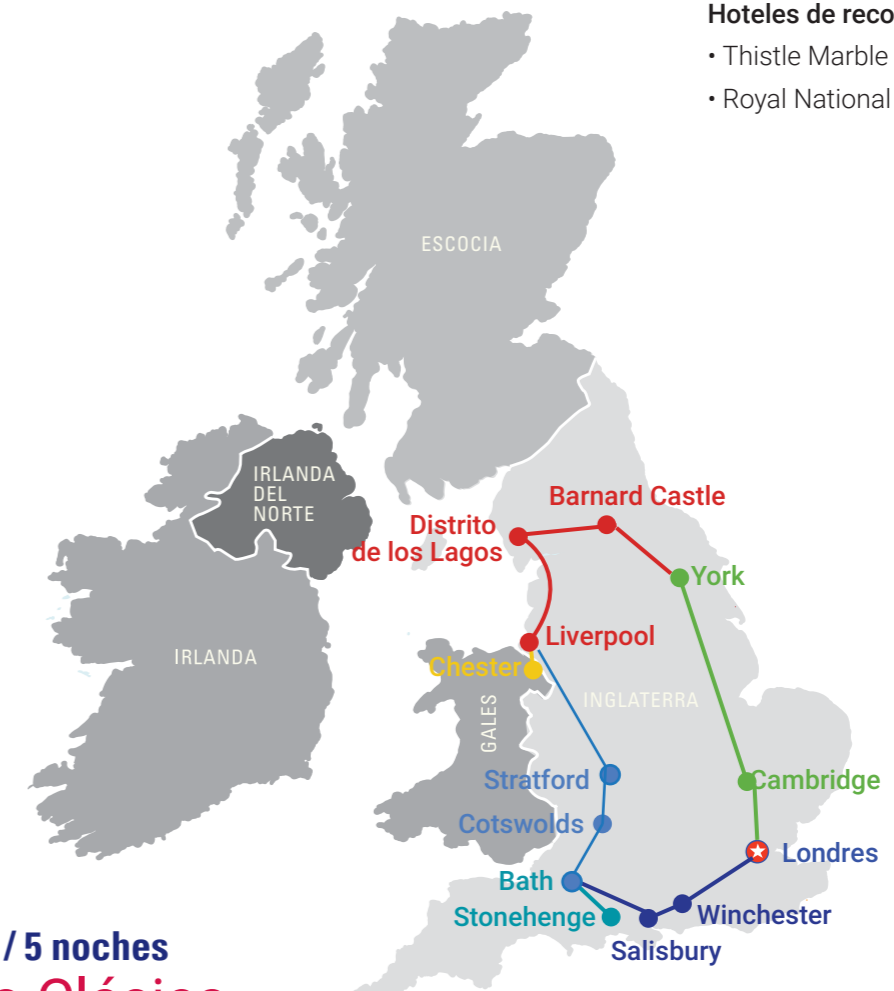 Hoteles de reco
• Thistle Marble
• Royal National
ESCOCIA
IRLANDA
DEL
NORTE
Barnard Castle
Distrito
de los Lagos
York
Liverpool
IRLANDA
Chester
INGLATERRA
GALES
Stratford
Cambridge
Cotswolds
Londres
Bath
Stonehenge
Winchester
Salisbury
/ 5 noches